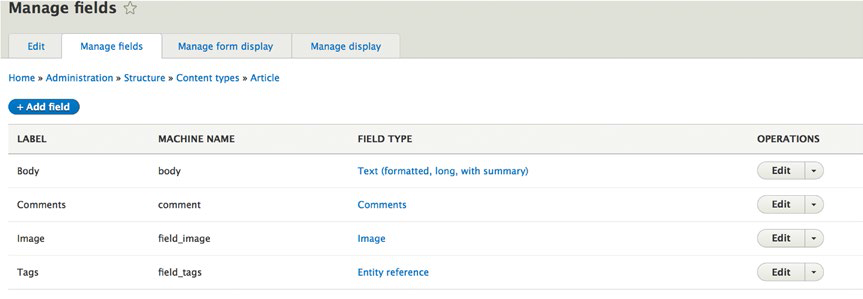 Manage fields
Edit Manage fields Manage form display Manage display
Home » Administration » Structure » Content types » Article
+ Add field
LABEL MACHINE NAME FIELD TYPE OPERATIONS
Body body Text (formatted, long, with summary) Edit
Comments comment Comments Edit
Image field_image Image Edit
Tags field_tags Entity reference Edit